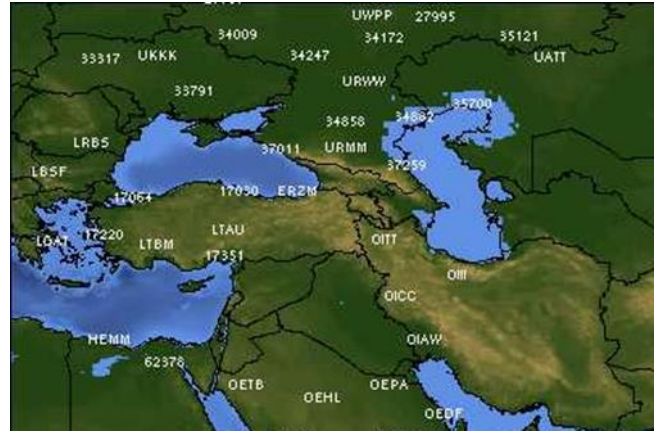 UWPP 27995
34009 34172 35121
33317 UKKK 34247 UATT
URWW
33791 35700
34858 34882
LRBS 37011 URMM
LBSF 37259
17064 17030 ERZM
LGAT 17220 LTBM LTAU OITT
17351 OIII
OICC
HEMM OIAW
62378
OETB OEHL OEPA
OEDF